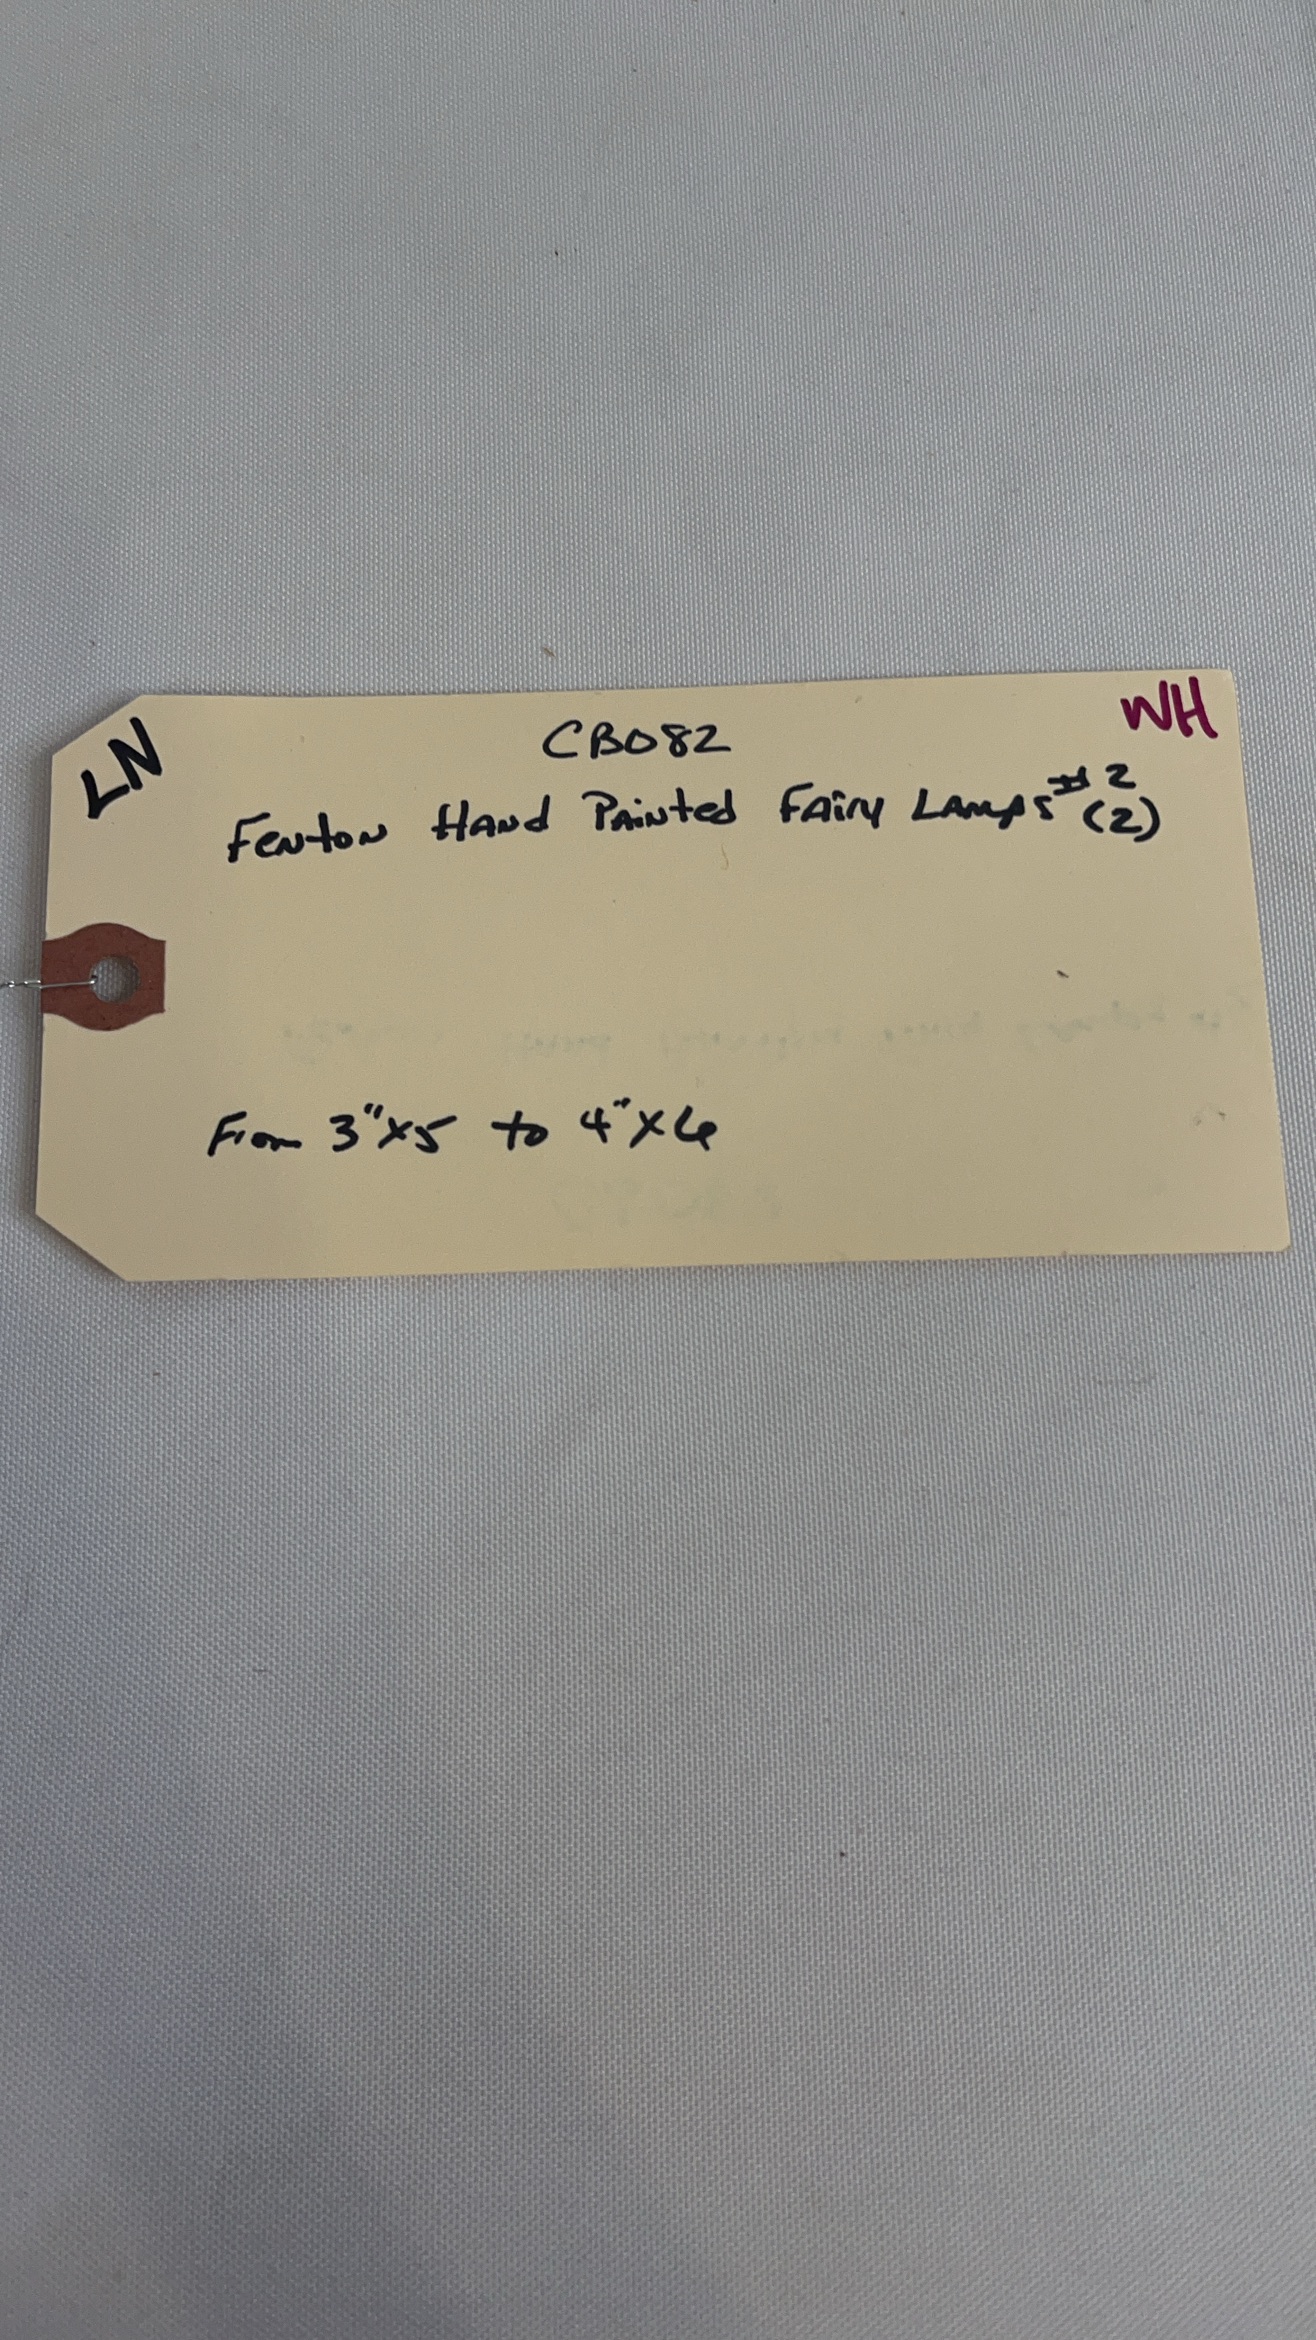 LN
CB082
WH
Fenton Hand Painted Fairy Lamps #2
(2)
From 3"x5 to 4"x6